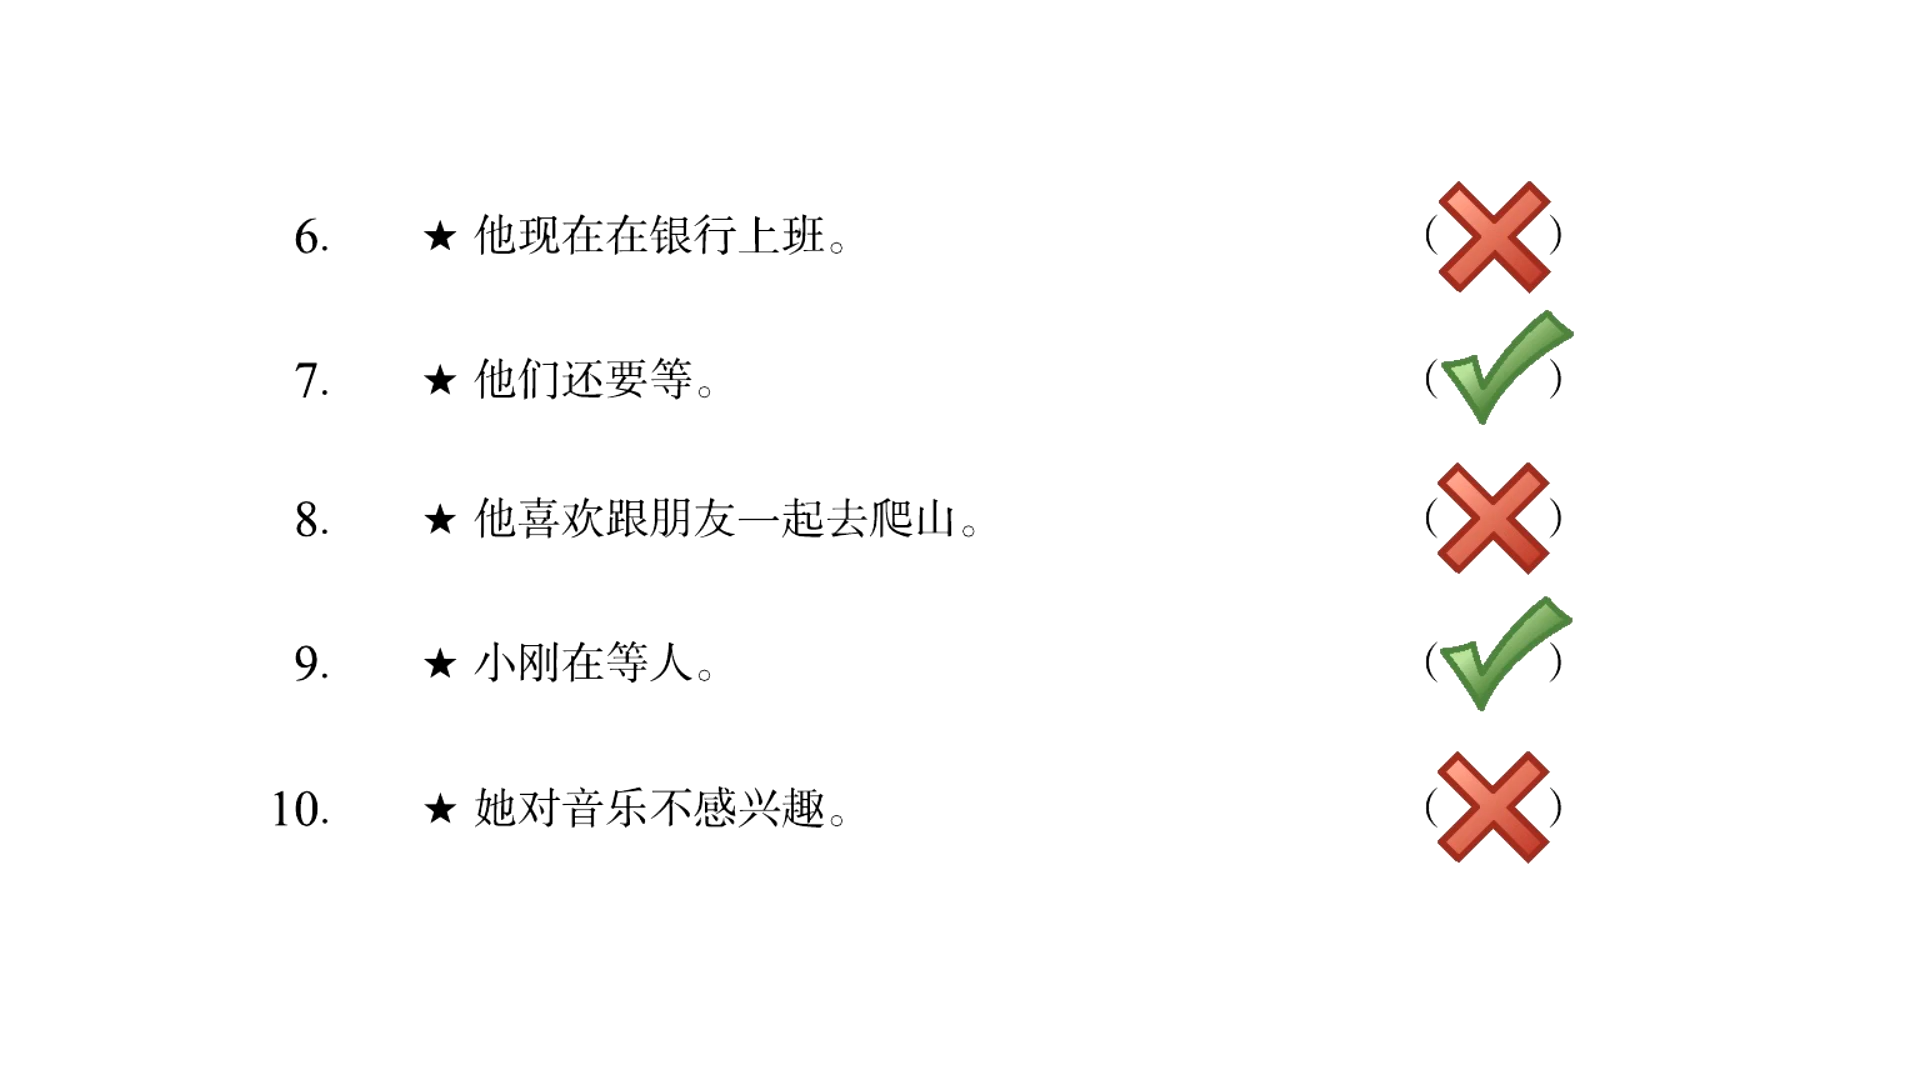 6. ★ 他现在在银行上班。 ( )
7. ★ 他们还要等。 ( )
8. ★ 他喜欢跟朋友一起去爬山。 ( )
9. ★ 小刚在等人。 ( )
10. ★ 她对音乐不感兴趣。 ( )